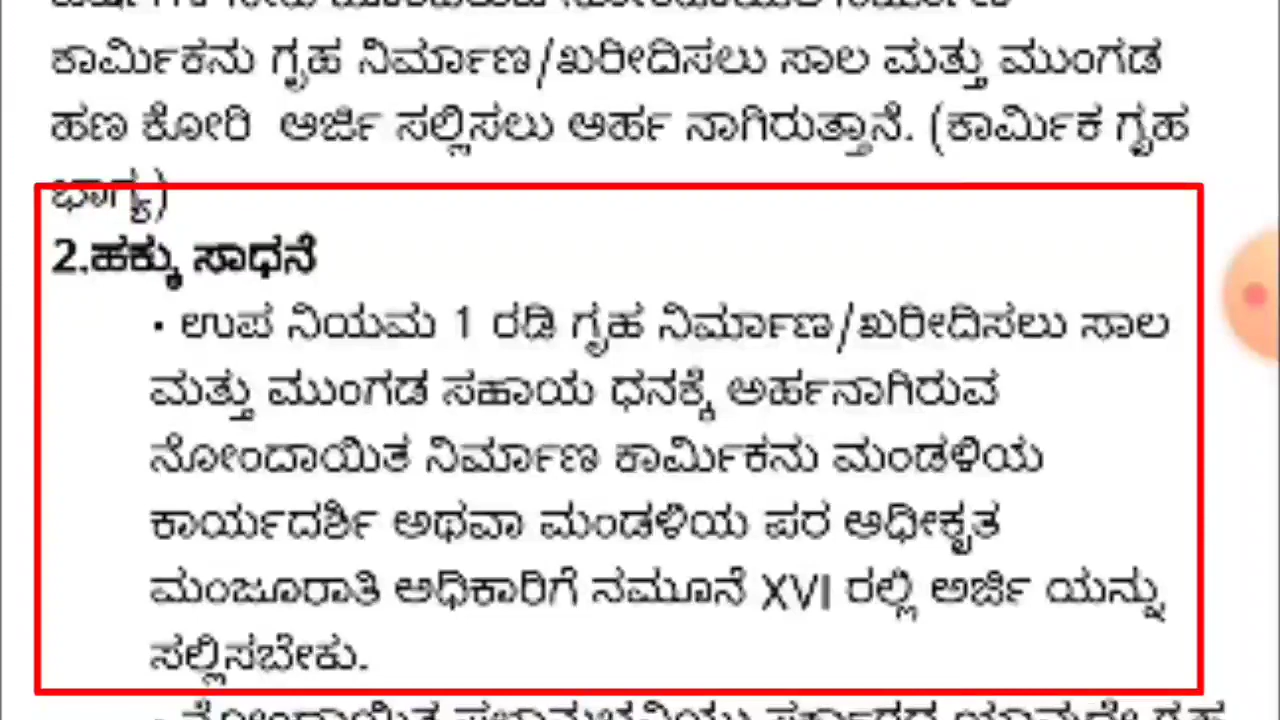 ಕಾರ್ಮಿಕನು ಗೃಹ ನಿರ್ಮಾಣ/ಖರೀದಿಸಲು ಸಾಲ ಮತ್ತು ಮುಂಗಡ
ಹಣ ಕೋರಿ ಅರ್ಜಿ ಸಲ್ಲಿಸಲು ಆರ್ಹ ನಾಗಿರುತ್ತಾನೆ. (ಕಾರ್ಮಿಕ ಗೃಹ
ಭಾಗ್ಯ)
2.ಹಕ್ಕು ಸಾಧನೆ
• ಉಪ ನಿಯಮ 1 ರಡಿ ಗೃಹ ನಿರ್ಮಾಣ/ಖರೀದಿಸಲು ಸಾಲ
ಮತ್ತು ಮುಂಗಡ ಸಹಾಯ ಧನಕ್ಕೆ ಅರ್ಹನಾಗಿರುವ
ನೋಂದಾಯಿತ ನಿರ್ಮಾಣ ಕಾರ್ಮಿಕನು ಮಂಡಳಿಯ
ಕಾರ್ಯದರ್ಶಿ ಅಥವಾ ಮಂಡಳಿಯ ಪರ ಅಧೀಕೃತ
ಮಂಜೂರಾತಿ ಅಧಿಕಾರಿಗೆ ನಮೂನೆ XVI ರಲ್ಲಿ ಅರ್ಜಿ ಯನ್ನು
ಸಲ್ಲಿಸಬೇಕು.